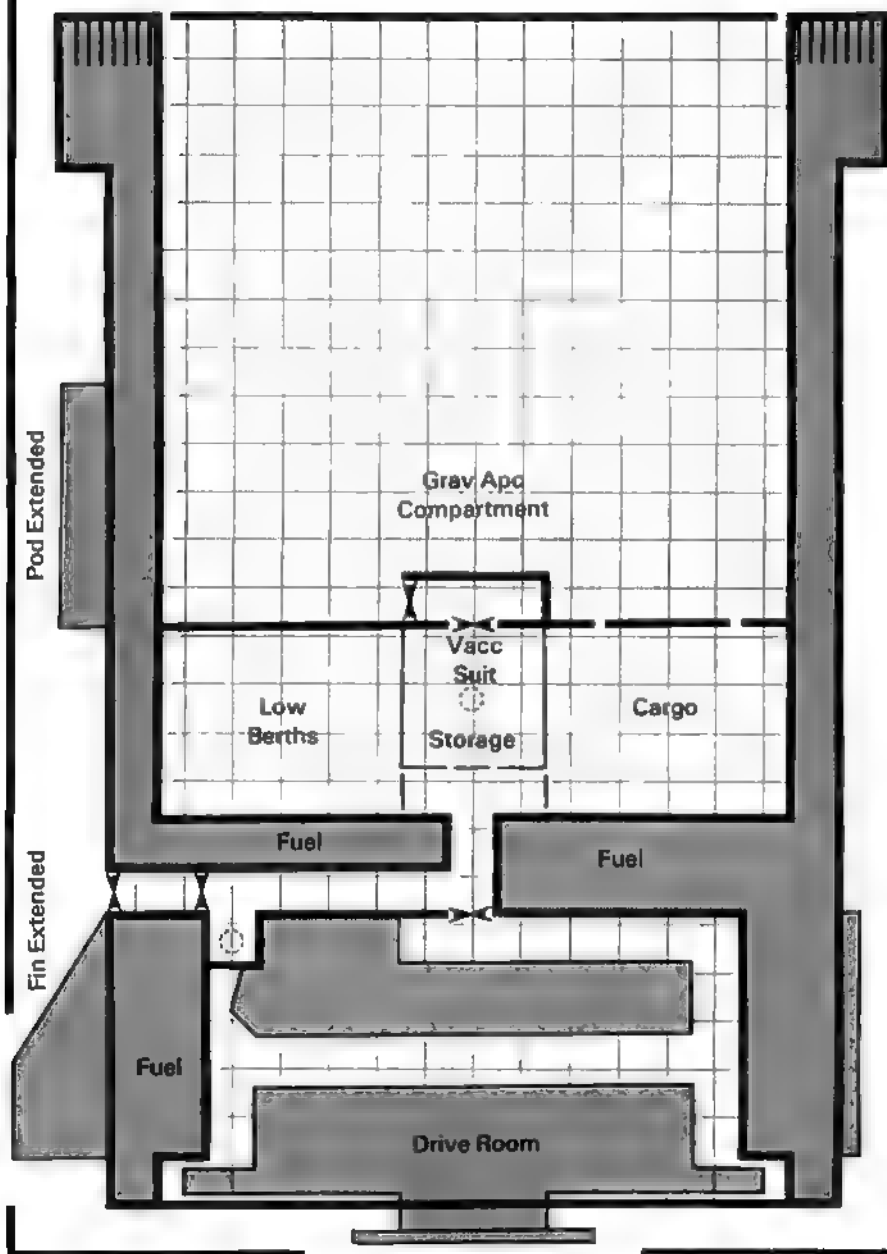 Pod Extended
Grav Apc
Compartment
Vacc
Suit
Storage
Low
Berths
Cargo
Fuel
Fuel
Fin Extended
Fuel
Drive Room